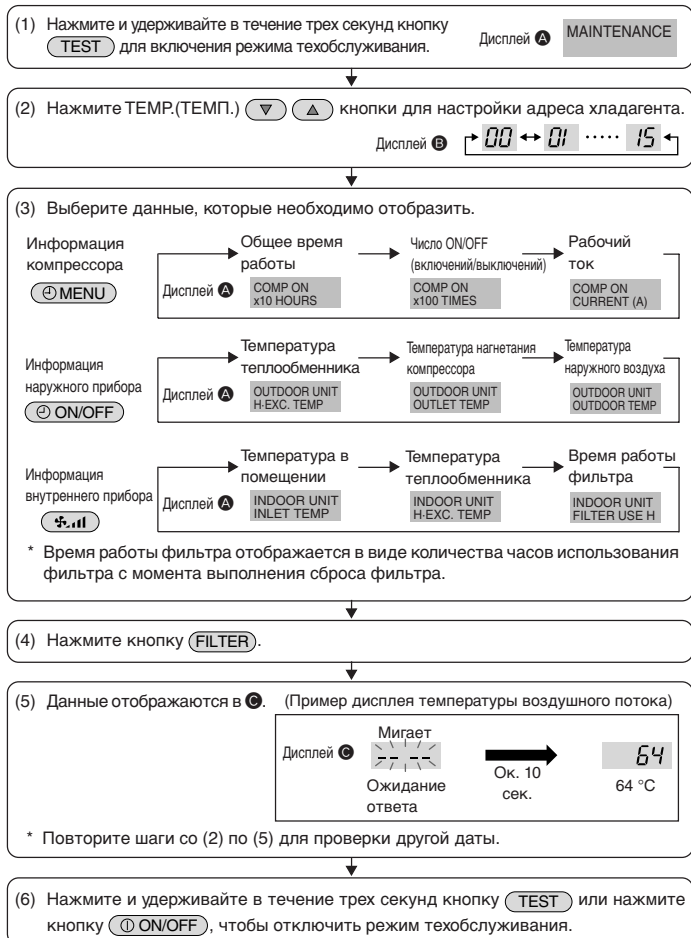 (1) Нажмите и удерживайте в течение трех секунд кнопку
TEST для включения режима техобслуживания.
Дисплей A
MAINTENANCE
(2) Нажмите TEMP.(ТЕМП.) ▼ ▲ кнопки для настройки адреса хладагента.
Дисплей B 00 ↔ 01 ····· 15
(3) Выберите данные, которые необходимо отобразить.
Информация
компрессора
MENU
Дисплей A
Общее время
работы
COMP ON
x10 HOURS
Число ON/OFF
(включений/выключений)
COMP ON
x100 TIMES
Рабочий
ток
COMP ON
CURRENT (A)
Информация
наружного прибора
ON/OFF
Дисплей A
Температура
теплообменника
OUTDOOR UNIT
H·EXC. TEMP
Температура нагнетания
компрессора
OUTDOOR UNIT
OUTLET TEMP
Температура
наружного воздуха
OUTDOOR UNIT
OUTDOOR TEMP
Информация
внутреннего прибора
Дисплей A
Температура в
помещении
INDOOR UNIT
INLET TEMP
Температура
теплообменника
INDOOR UNIT
H·EXC. TEMP
Время работы
фильтра
INDOOR UNIT
FILTER USE H
* Время работы фильтра отображается в виде количества часов использования
фильтра с момента выполнения сброса фильтра.
(4) Нажмите кнопку FILTER.
(5) Данные отображаются в C. (Пример дисплея температуры воздушного потока)
Дисплей C
Мигает
-- --
Ожидание
ответа
Ок. 10
сек.
64
64 °C
* Повторите шаги со (2) по (5) для проверки другой даты.
(6) Нажмите и удерживайте в течение трех секунд кнопку TEST или нажмите
кнопку ON/OFF, чтобы отключить режим техобслуживания.